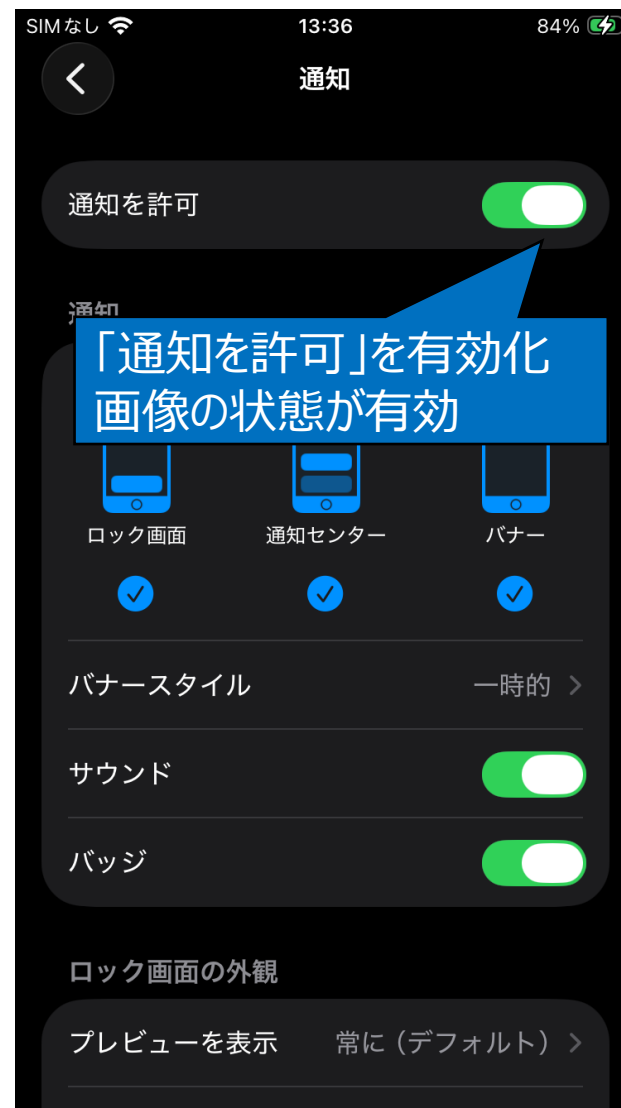 SIMなし 13:36 84%
通知
通知を許可
通知
「通知を許可」を有効化
画像の状態が有効
ロック画面 通知センター バナー
バナースタイル 一時的
サウンド
バッジ
ロック画面の外観
プレビューを表示 常に（デフォルト）